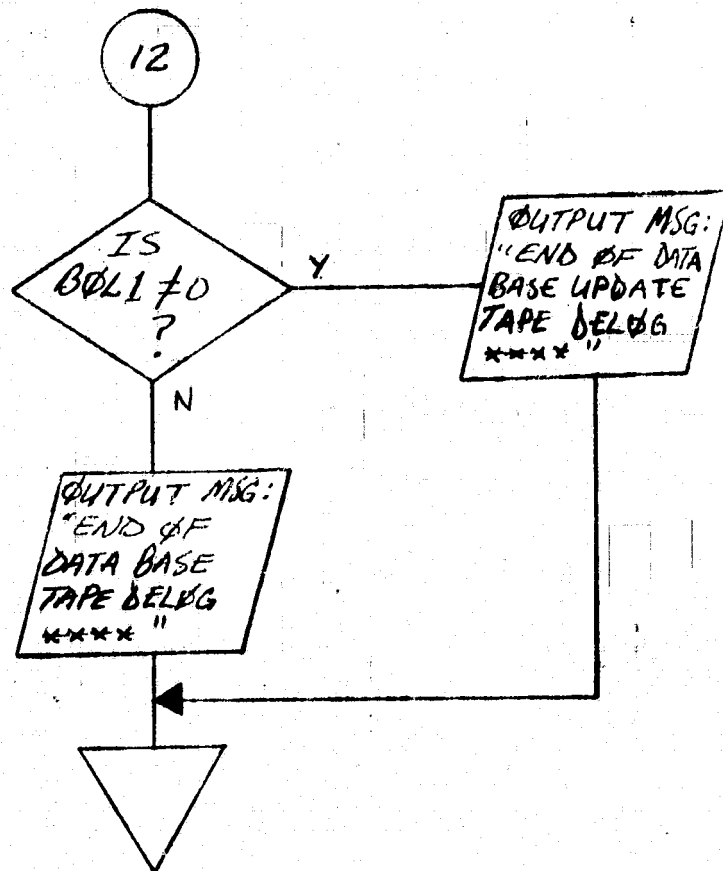 12
IS
BØL1 ≠ 0
?
Y
N
ØUTPUT MSG:
"END ØF DATA
BASE UPDATE
TAPE DELØG
**** "
ØUTPUT MSG:
"END ØF
DATA BASE
TAPE DELØG
**** "